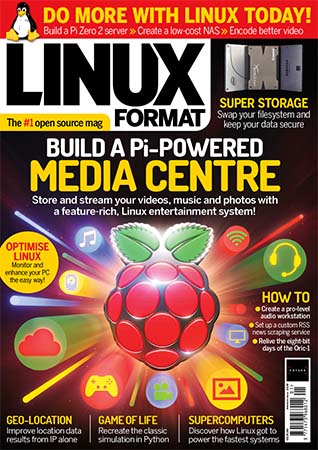 DO MORE WITH LINUX TODAY!
Build a Pi Zero 2 server » Create a low-cost NAS » Encode better video
LINUX
FORMAT
The #1 open source mag
SUPER STORAGE
Swap your filesystem and
keep your data secure
BUILD A Pi-POWERED
MEDIA CENTRE
Store and stream your videos, music and photos with
a feature-rich, Linux entertainment system!
OPTIMISE
LINUX
Monitor and
enhance your PC
the easy way!
HOW TO
Create a pro-level
audio workstation
Set up a custom RSS
news scraping service
Relive the eight-bit
days of the Oric-1
FUTURE
GEO-LOCATION
Improve location data
results from IP alone
GAME OF LIFE
Recreate the classic
simulation in Python
SUPERCOMPUTERS
Discover how Linux got to
power the fastest systems